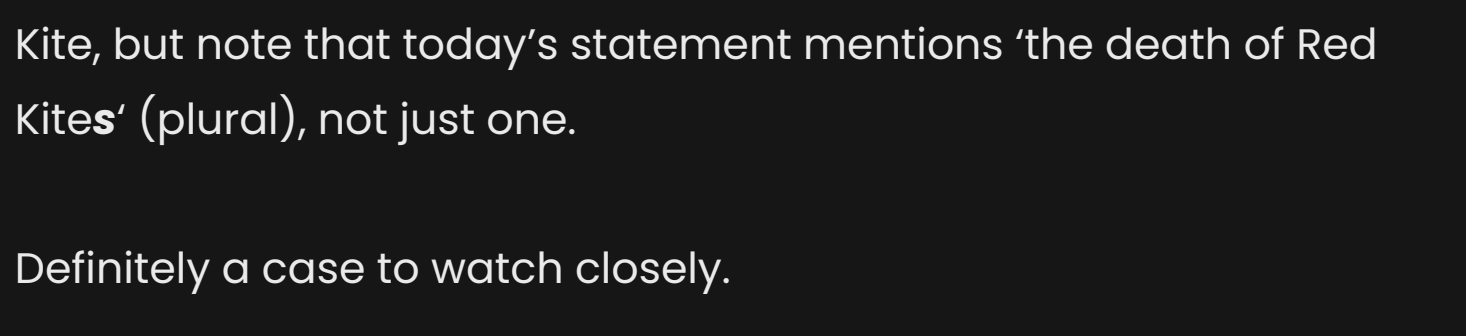 Kite, but note that today’s statement mentions ‘the death of Red
Kites‘ (plural), not just one.
Definitely a case to watch closely.